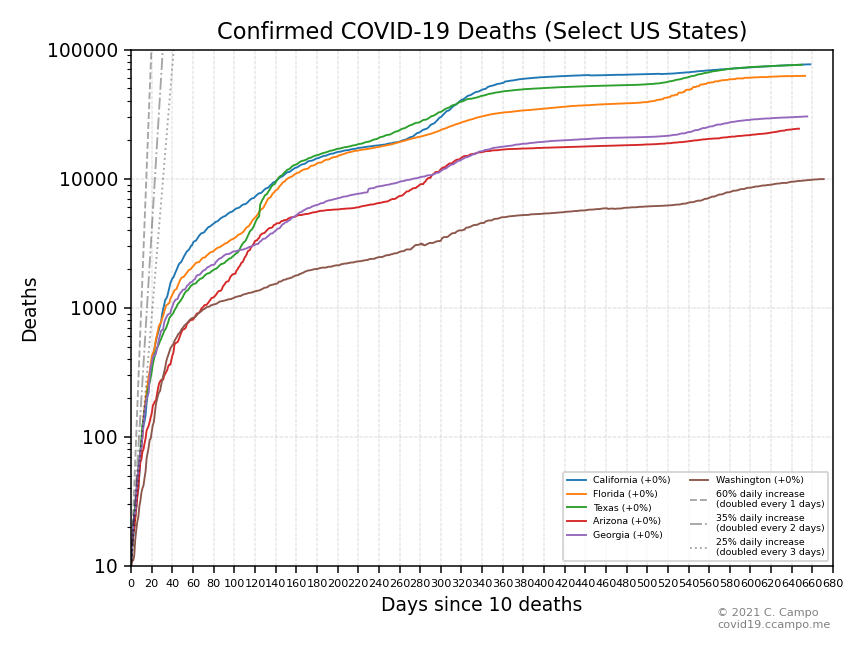 Confirmed COVID-19 Deaths (Select US States)
100000
10000
1000
100
10
Deaths
California (+0%)
Florida (+0%)
Texas (+0%)
Arizona (+0%)
Georgia (+0%)
Washington (+0%)
60% daily increase
(doubled every 1 days)
35% daily increase
(doubled every 2 days)
25% daily increase
(doubled every 3 days)
0 20 40 60 80 100 120 140 160 180 200 220 240 260 280 300 320 340 360 380 400 420 440 460 480 500 520 540 560 580 600 620 640 660 680
Days since 10 deaths
© 2021 C. Campo
covid19.ccampo.me